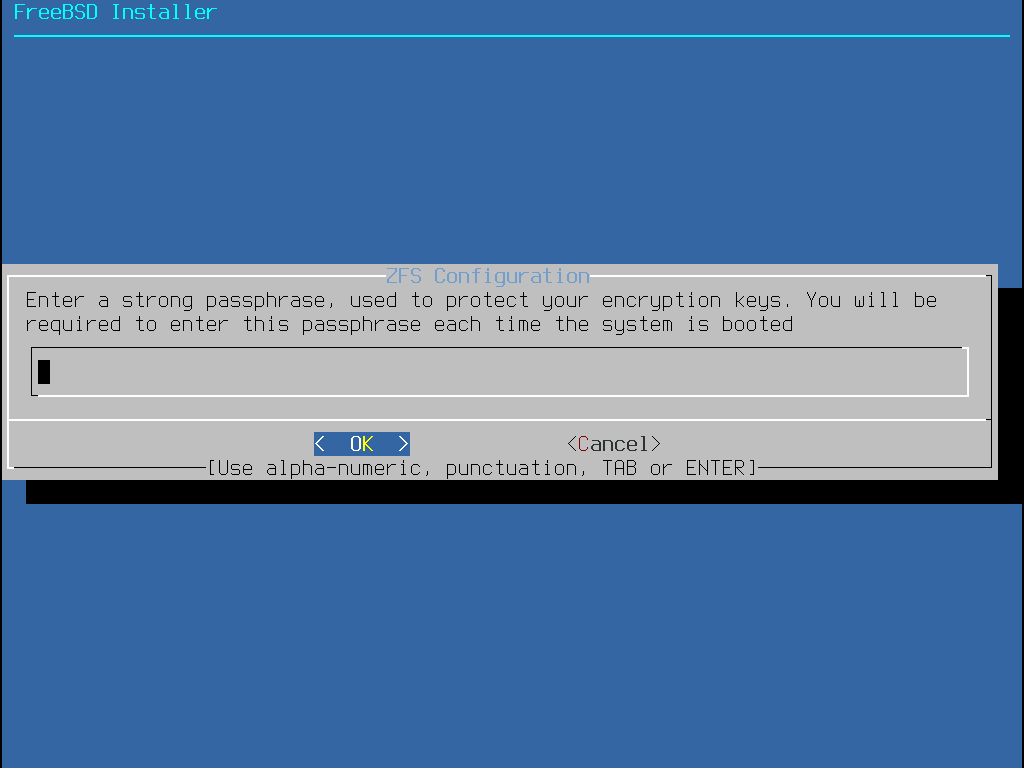 FreeBSD Installer
ZFS Configuration
Enter a strong passphrase, used to protect your encryption keys. You will be
required to enter this passphrase each time the system is booted
<  OK  > <Cancel>
[Use alpha-numeric, punctuation, TAB or ENTER]